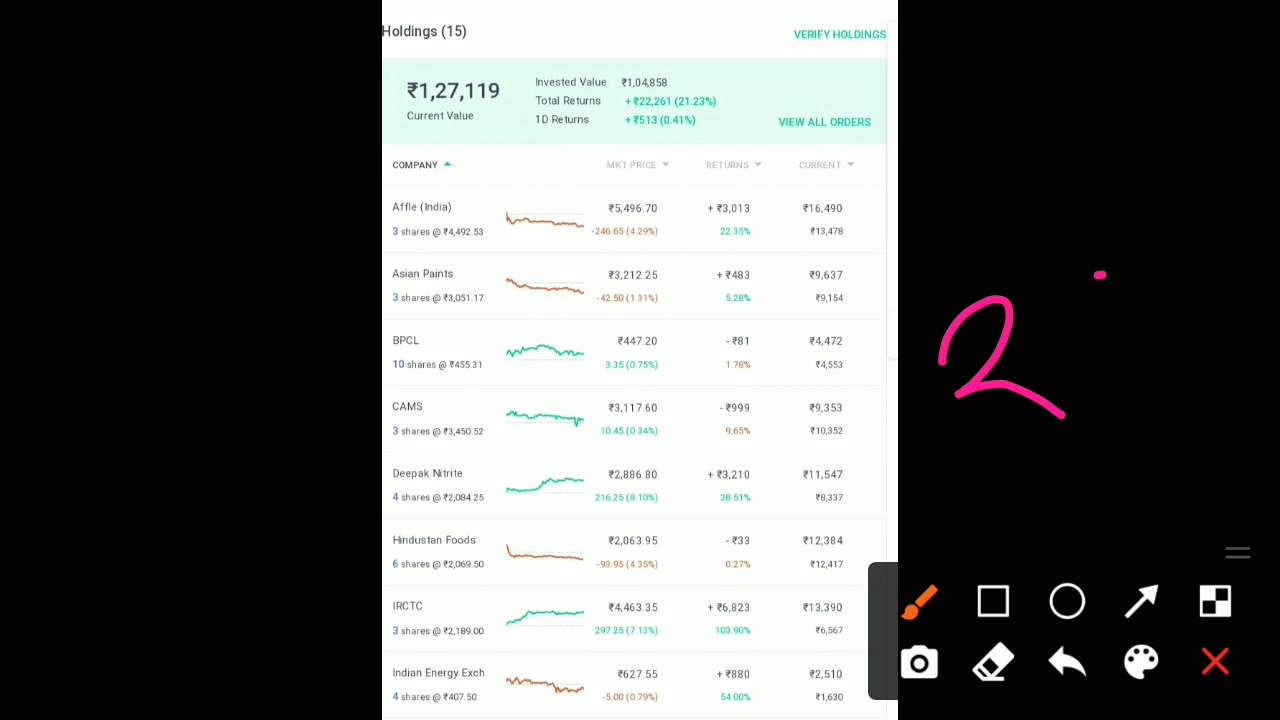 Holdings (15) VERIFY HOLDINGS
₹1,27,119 Invested Value ₹1,04,858
Current Value Total Returns +₹22,261 (21.23%)
1D Returns +₹513 (0.41%) VIEW ALL ORDERS
COMPANY MKT PRICE RETURNS CURRENT
Affle (India) ₹5,496.70 + ₹3,013 ₹16,490
3 shares @ ₹4,492.53 -246.65 (4.29%) 22.35% ₹13,478
Asian Paints ₹3,212.25 + ₹483 ₹9,637
3 shares @ ₹3,051.17 -42.50 (1.31%) 5.28% ₹9,154
BPCL ₹447.20 - ₹81 ₹4,472
10 shares @ ₹455.31 3.35 (0.75%) 1.78% ₹4,553
CAMS ₹3,117.60 - ₹999 ₹9,353
3 shares @ ₹3,450.52 10.45 (0.34%) 9.65% ₹10,352
Deepak Nitrite ₹2,886.80 + ₹3,210 ₹11,547
4 shares @ ₹2,084.25 216.25 (8.10%) 38.51% ₹8,337
Hindustan Foods ₹2,063.95 - ₹33 ₹12,384
6 shares @ ₹2,069.50 -93.95 (4.35%) 0.27% ₹12,417
IRCTC ₹4,463.35 + ₹6,823 ₹13,390
3 shares @ ₹2,189.00 297.25 (7.13%) 103.90% ₹6,567
Indian Energy Exch ₹627.55 + ₹880 ₹2,510
4 shares @ ₹407.50 -5.00 (0.79%) 54.00% ₹1,630
2